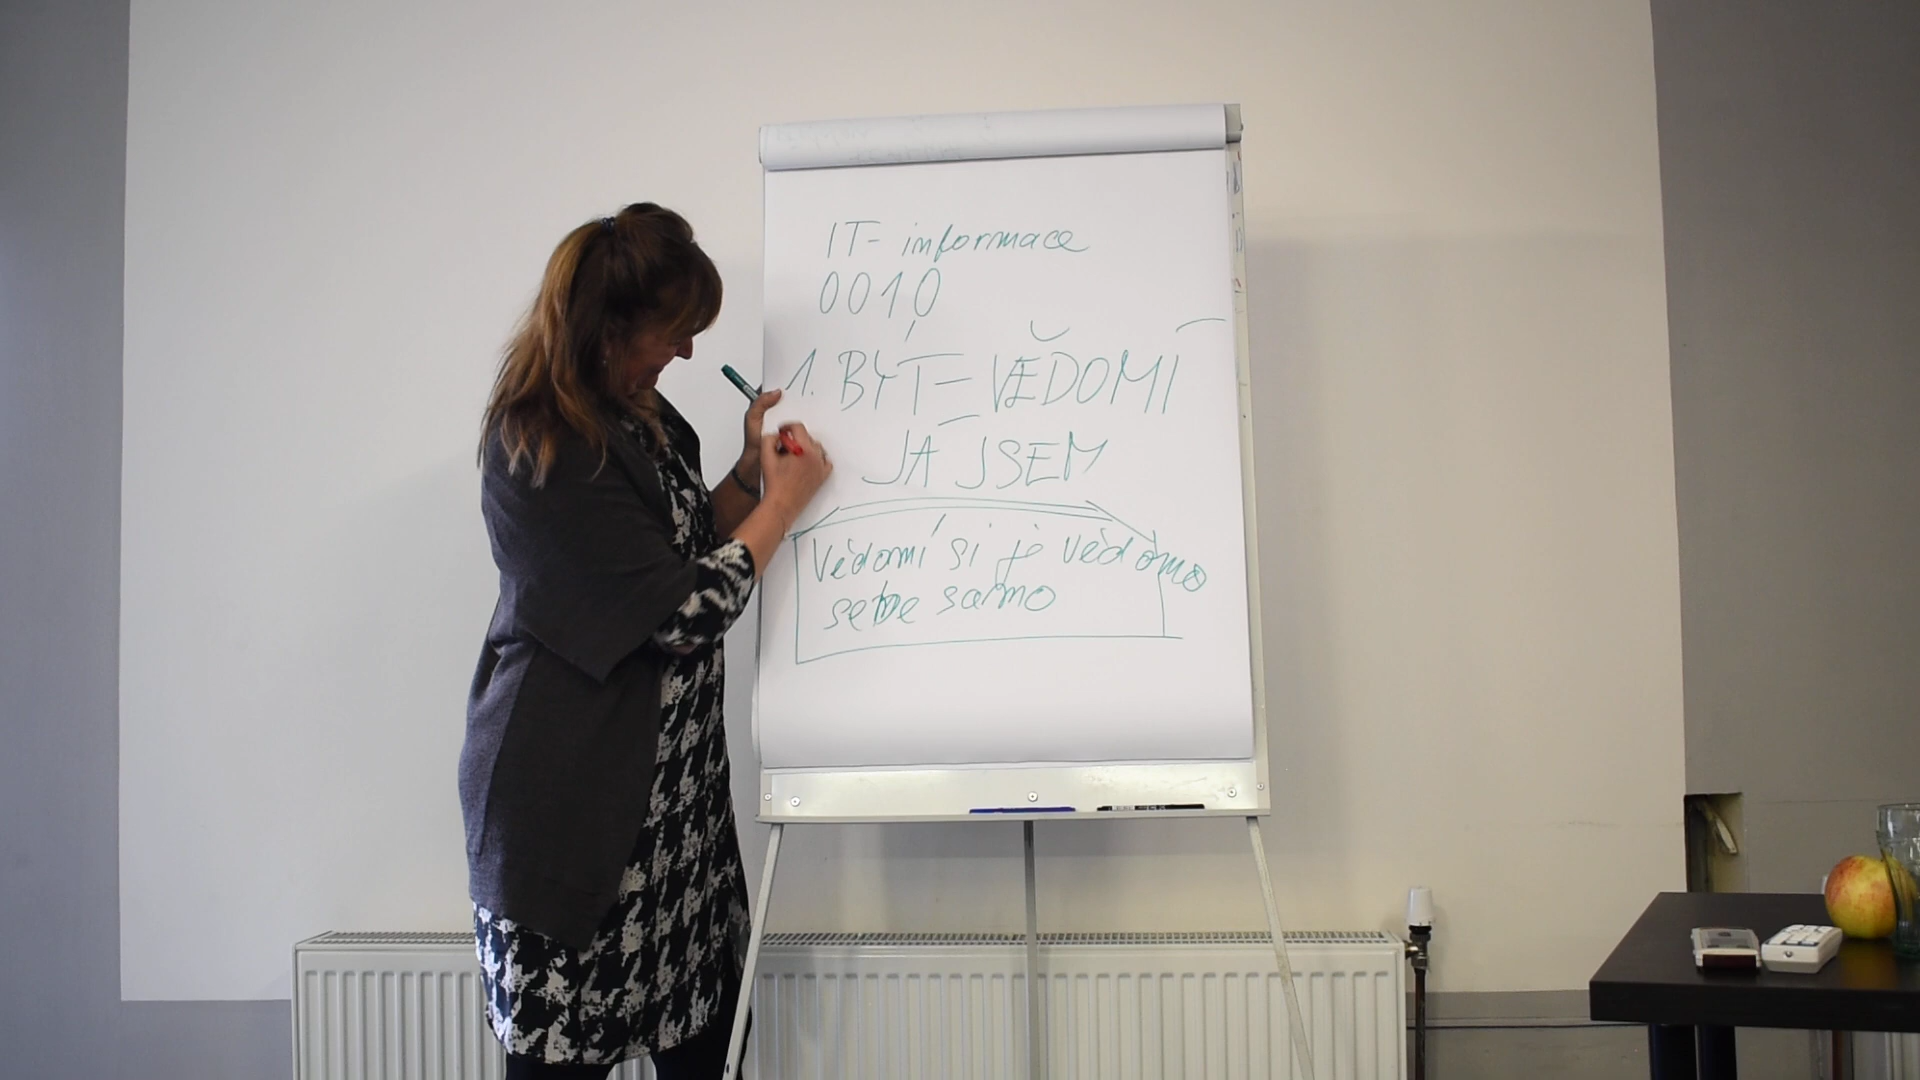 IT- informace
0010
1. BÝT – VĚDOMÍ
JÁ JSEM
Vědomí si je vědomo
sebe samo